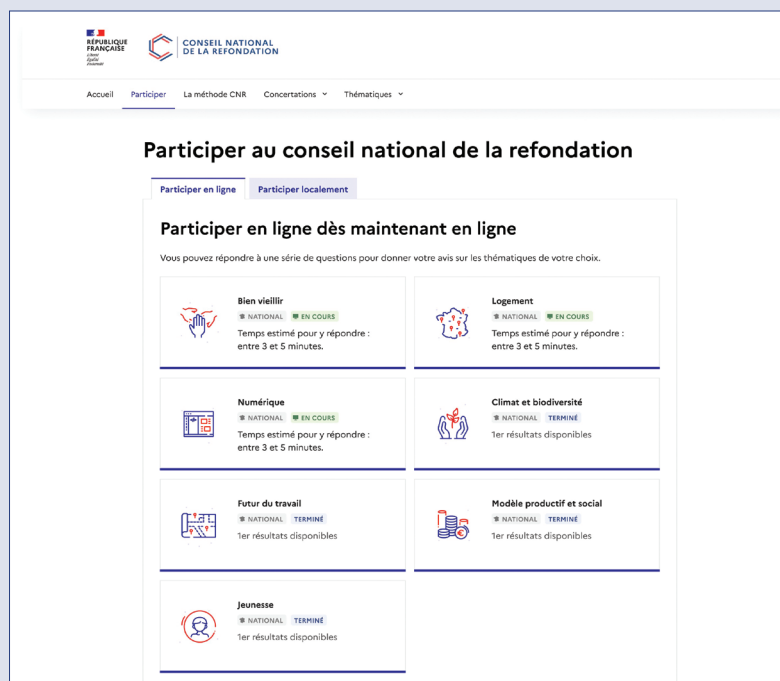 RÉPUBLIQUE
FRANÇAISE
Liberté
Égalité
Fraternité
CONSEIL NATIONAL
DE LA REFONDATION
Accueil Participer La méthode CNR Concertations Thématiques
Participer au conseil national de la refondation
Participer en ligne Participer localement
Participer en ligne dès maintenant en ligne
Vous pouvez répondre à une série de questions pour donner votre avis sur les thématiques de votre choix.
Bien vieillir
NATIONAL EN COURS
Temps estimé pour y répondre :
entre 3 et 5 minutes.
Logement
NATIONAL EN COURS
Temps estimé pour y répondre :
entre 3 et 5 minutes.
Numérique
NATIONAL EN COURS
Temps estimé pour y répondre :
entre 3 et 5 minutes.
Climat et biodiversité
NATIONAL TERMINÉ
1er résultats disponibles
Futur du travail
NATIONAL TERMINÉ
1er résultats disponibles
Modèle productif et social
NATIONAL TERMINÉ
1er résultats disponibles
Jeunesse
NATIONAL TERMINÉ
1er résultats disponibles